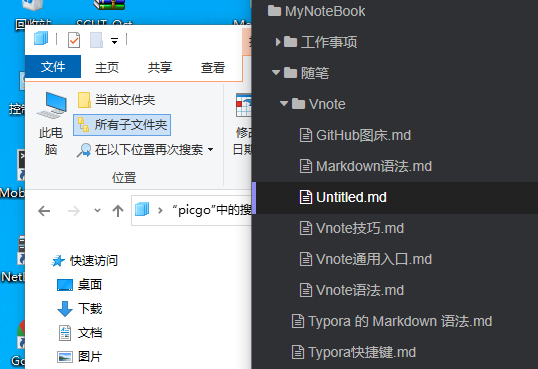 回收站
SCUT_Oct
文件
主页
共享
查看
当前文件夹
所有子文件夹
在以下位置再次搜索
此电
脑
修改
日期
位置
"picgo"中的搜
快速访问
桌面
下载
文档
图片
控制
Mob
Netl
Go
MyNoteBook
工作事项
随笔
Vnote
GitHub图床.md
Markdown语法.md
Untitled.md
Vnote技巧.md
Vnote通用入口.md
Vnote语法.md
Typora 的 Markdown 语法.md
Typora快捷键.md